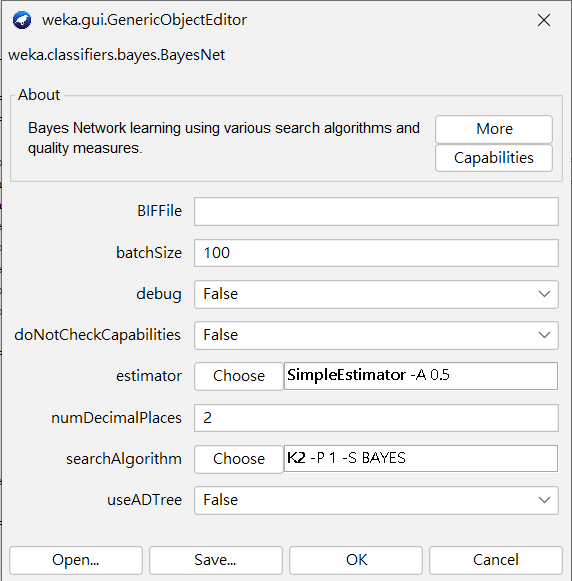 weka.gui.GenericObjectEditor
weka.classifiers.bayes.BayesNet
About
Bayes Network learning using various search algorithms and
quality measures.
More
Capabilities
BIFFile
batchSize 100
debug False
doNotCheckCapabilities False
estimator Choose SimpleEstimator -A 0.5
numDecimalPlaces 2
searchAlgorithm Choose K2 -P 1 -S BAYES
useADTree False
Open... Save... OK Cancel